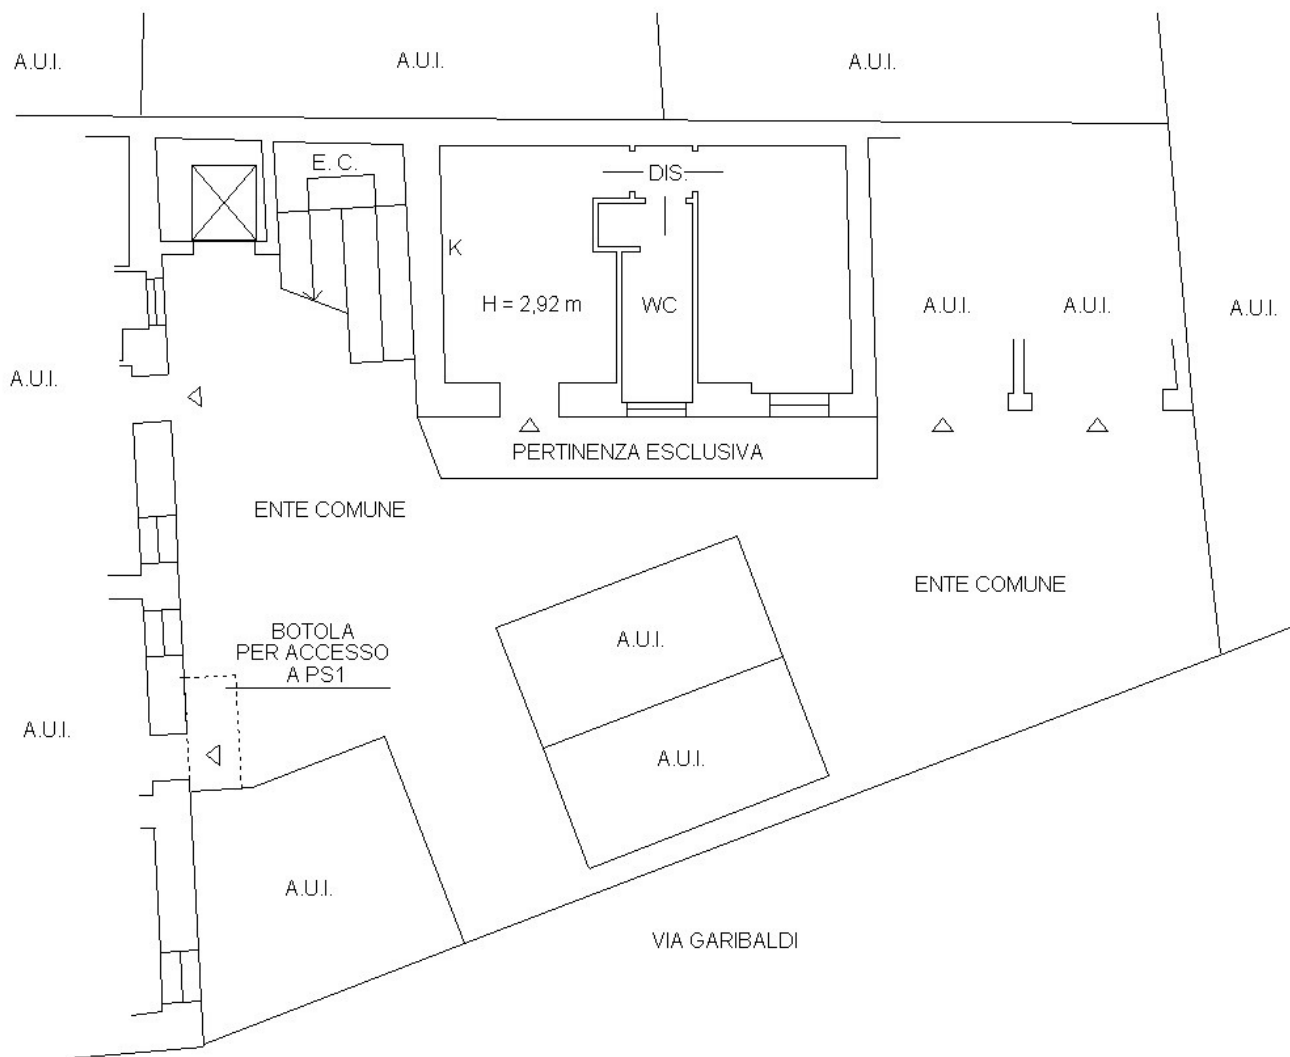 A.U.I.
A.U.I.
A.U.I.
E. C.
DIS.
K
H = 2,92 m
WC
A.U.I.
A.U.I.
A.U.I.
A.U.I.
PERTINENZA ESCLUSIVA
ENTE COMUNE
ENTE COMUNE
BOTOLA
PER ACCESSO
A PS1
A.U.I.
A.U.I.
A.U.I.
A.U.I.
VIA GARIBALDI